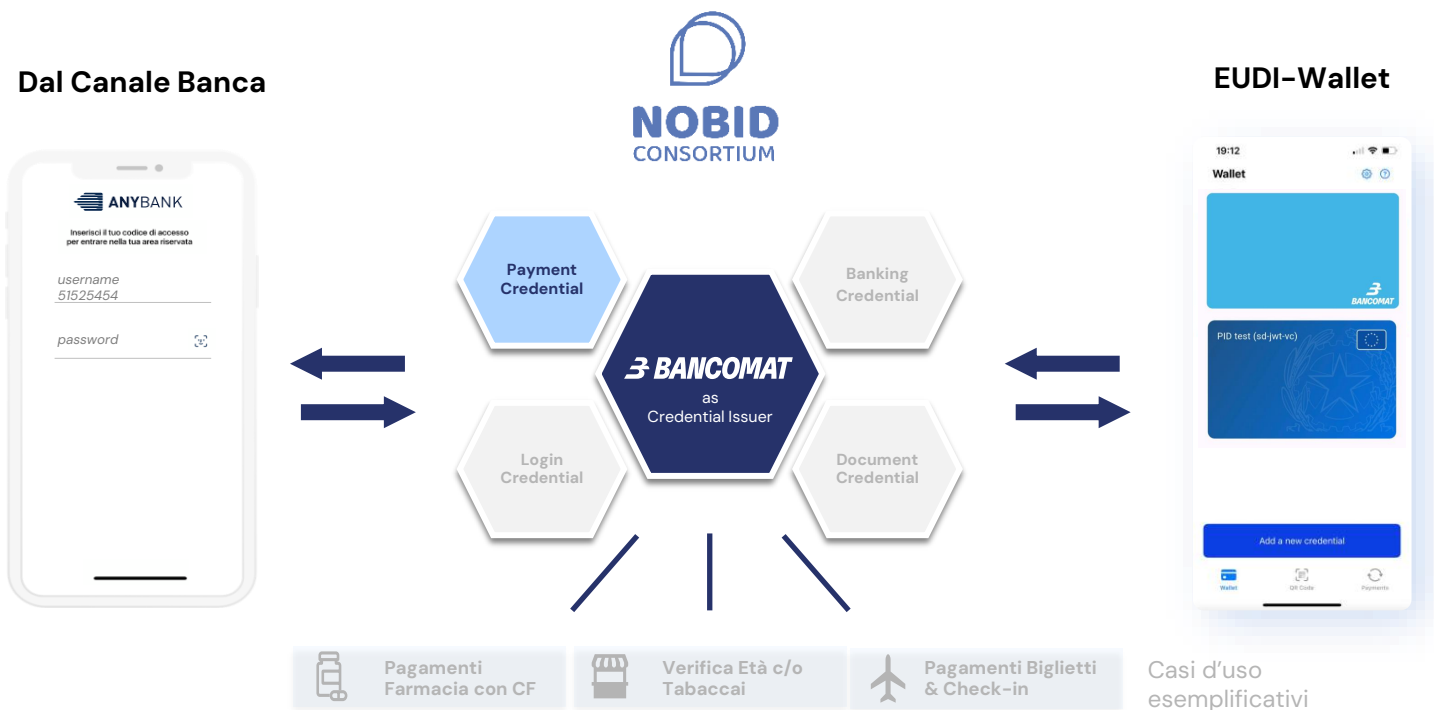 Dal Canale Banca
NOBID
CONSORTIUM
EUDI-Wallet
ANYBANK
Inserisci il tuo codice di accesso
per entrare nella tua area riservata
username
51525454
password
Payment
Credential
Banking
Credential
BANCOMAT
as
Credential Issuer
Login
Credential
Document
Credential
19:12
Wallet
BANCOMAT
PID test (sd-jwt-vc)
Add a new credential
Wallet
QR Code
Payments
Pagamenti
Farmacia con CF
Verifica Età c/o
Tabaccai
Pagamenti Biglietti
& Check-in
Casi d’uso
esemplificativi